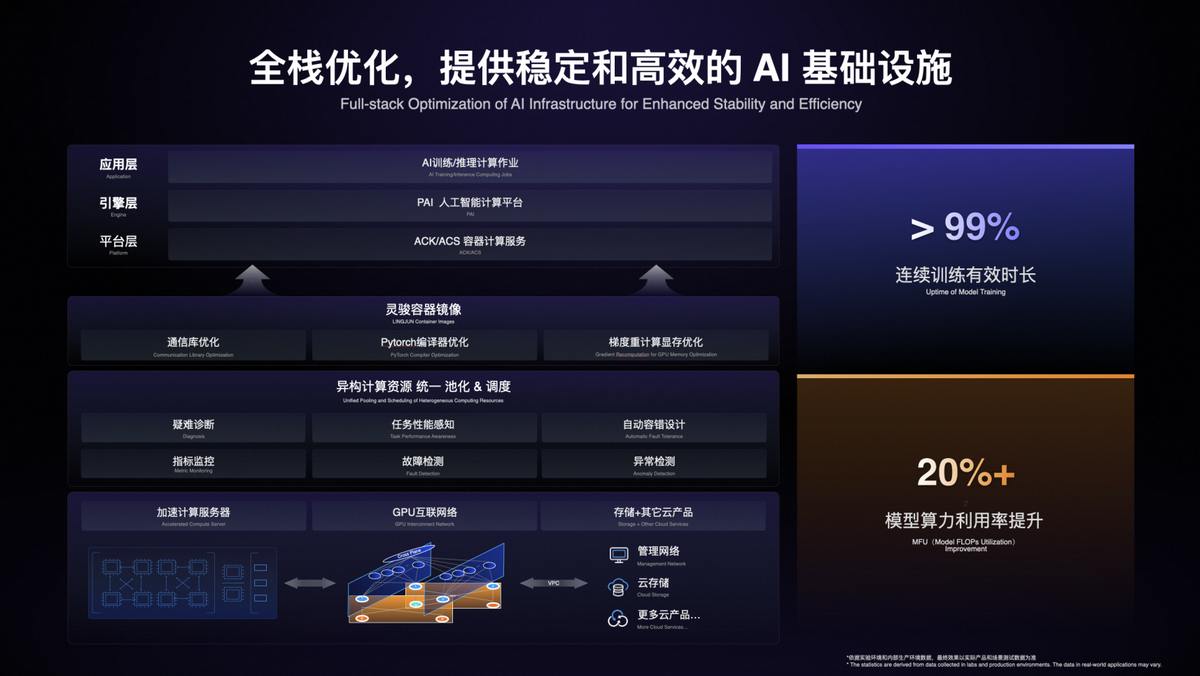 全栈优化，提供稳定和高效的 AI 基础设施
Full-stack Optimization of AI Infrastructure for Enhanced Stability and Efficiency
应用层
Application
AI训练/推理计算作业
AI Training/Inference Computing Jobs
引擎层
Engine
PAI 人工智能计算平台
PAI
平台层
Platform
ACK/ACS 容器计算服务
ACK/ACS
灵骏容器镜像
LINGJUN Container Images
通信库优化
Communication Library Optimization
Pytorch编译器优化
PyTorch Compiler Optimization
梯度重计算显存优化
Gradient Recomputation for GPU Memory Optimization
异构计算资源 统一 池化 & 调度
Unified Pooling and Scheduling of Heterogeneous Computing Resources
疑难诊断
Diagnosis
任务性能感知
Task Performance Awareness
自动容错设计
Automatic Fault Tolerance
指标监控
Metric Monitoring
故障检测
Fault Detection
异常检测
Anomaly Detection
加速计算服务器
Accelerated Compute Server
GPU互联网络
GPU Interconnect Network
存储+其它云产品
Storage + Other Cloud Services
Cross Plane
VPC
管理网络
Management Network
云存储
Cloud Storage
更多云产品...
More Cloud Services...
> 99%
连续训练有效时长
Uptime of Model Training
20%+
模型算力利用率提升
MFU（Model FLOPs Utilization）
Improvement
*依据实验环境和内部生产环境数据，最终效果以实际产品和场景测试数据为准
* The statistics are derived from data collected in labs and production environments. The data in real-world applications may vary.